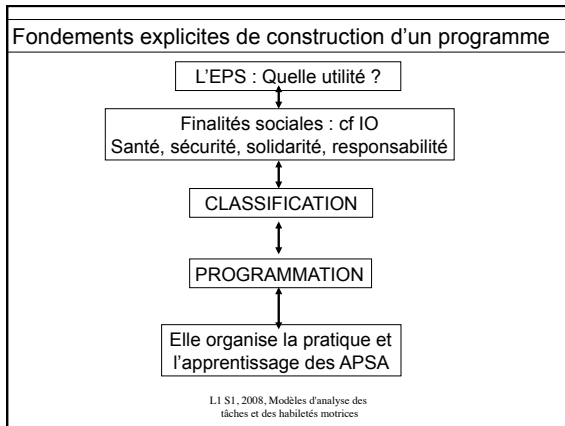 Fondements explicites de construction d'un programme
L'EPS : Quelle utilité ?
Finalités sociales : cf IO
Santé, sécurité, solidarité, responsabilité
CLASSIFICATION
PROGRAMMATION
Elle organise la pratique et
l'apprentissage des APSA
L1 S1, 2008, Modèles d'analyse des
tâches et des habiletés motrices